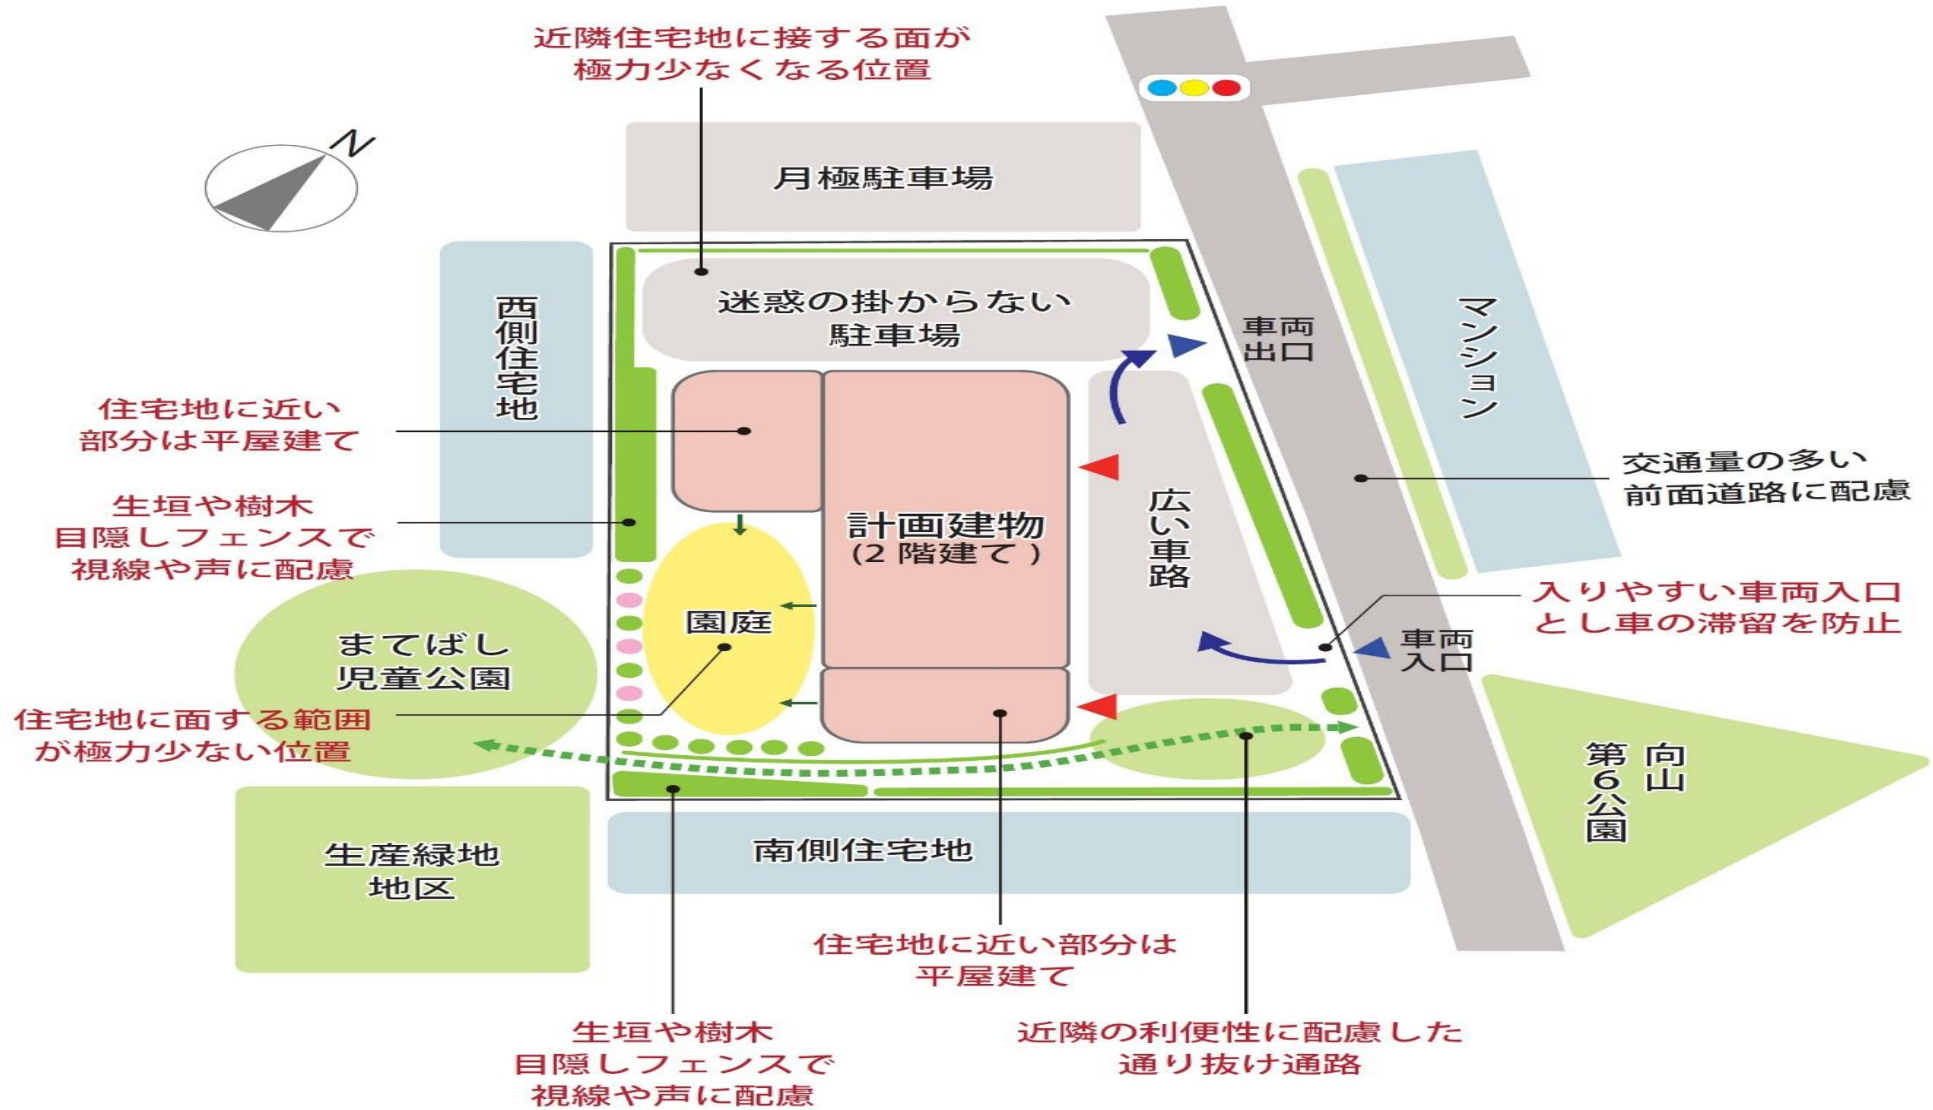 近隣住宅地に接する面が
極力少なくなる位置
N
月極駐車場
西側住宅地
迷惑の掛からない
駐車場
車両
出口
マンション
住宅地に近い
部分は平屋建て
交通量の多い
前面道路に配慮
生垣や樹木
目隠しフェンスで
視線や声に配慮
計画建物
(2階建て)
広い車路
入りやすい車両入口
とし車の滞留を防止
園庭
車両
入口
まてばし
児童公園
住宅地に面する範囲
が極力少ない位置
向山
第6公園
生産緑地
地区
南側住宅地
住宅地に近い部分は
平屋建て
生垣や樹木
目隠しフェンスで
視線や声に配慮
近隣の利便性に配慮した
通り抜け通路